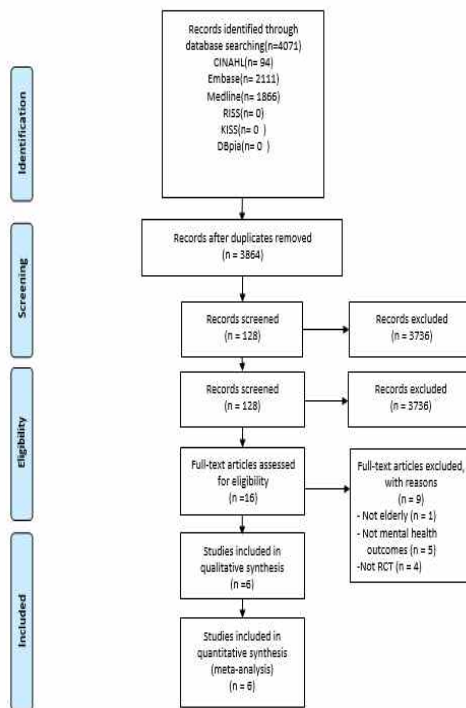 Records identified through
database searching(n=4071)
CINAHL(n= 94)
Embase(n= 2111)
Medline(n= 1866)
RISS(n= 0)
KISS(n= 0 )
DBpia(n= 0 )
Identification
Records after duplicates removed
(n = 3864)
Screening
Records screened
(n = 128)
Records excluded
(n = 3736)
Records screened
(n = 128)
Records excluded
(n = 3736)
Eligibility
Full-text articles assessed
for eligibility
(n =16)
Full-text articles excluded,
with reasons
(n = 9)
- Not elderly (n = 1)
- Not mental health
outcomes (n = 5)
-Not RCT (n = 4)
Studies included in
qualitative synthesis
(n =6)
Included
Studies included in
quantitative synthesis
(meta-analysis)
(n = 6)